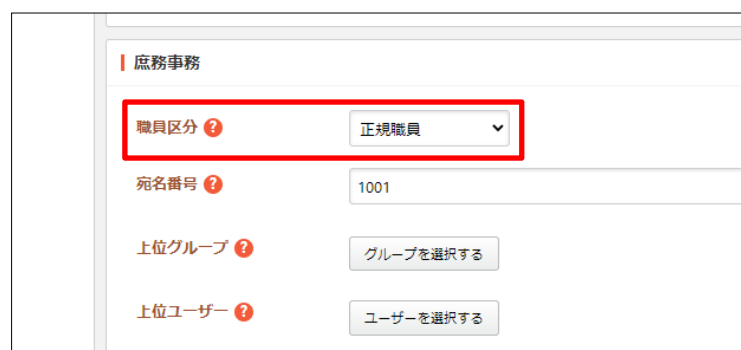 庶務事務
職員区分 ?
正規職員
宛名番号 ?
1001
上位グループ ?
グループを選択する
上位ユーザー ?
ユーザーを選択する